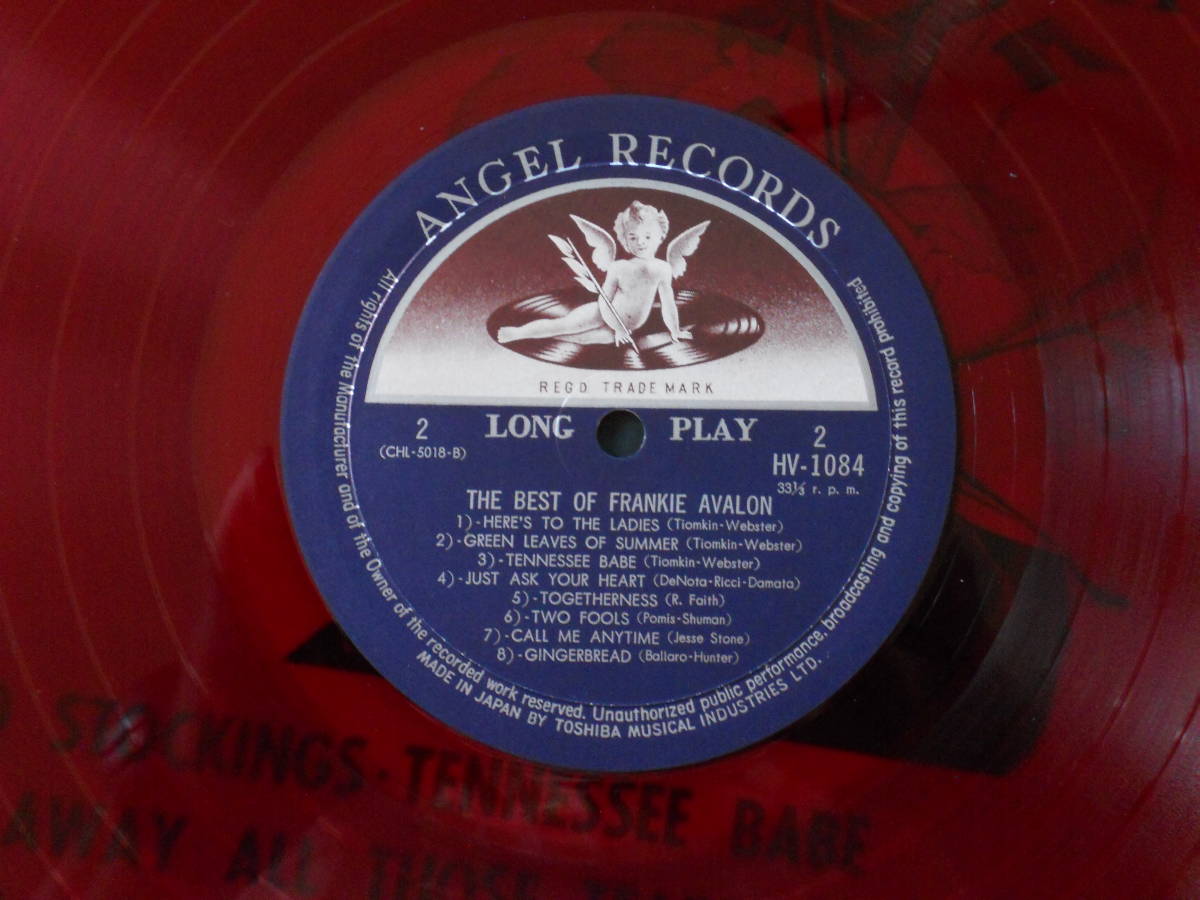 ANGEL RECORDS
REGD TRADE MARK
2 LONG PLAY 2
(CHL-5018-B) HV-1084
33⅓ r. p. m.
THE BEST OF FRANKIE AVALON
1)-HERE'S TO THE LADIES (Tiomkin-Webster)
2)-GREEN LEAVES OF SUMMER (Tiomkin-Webster)
3)-TENNESSEE BABE (Tiomkin-Webster)
4)-JUST ASK YOUR HEART (DeNota-Ricci-Damata)
5)-TOGETHERNESS (R. Faith)
6)-TWO FOOLS (Pomis-Shuman)
7)-CALL ME ANYTIME (Jesse Stone)
8)-GINGERBREAD (Ballaro-Hunter)
All rights of the Manufacturer and of the Owner of the recorded work reserved. Unauthorized public performance, broadcasting and copying of this record prohibited
MADE IN JAPAN BY TOSHIBA MUSICAL INDUSTRIES LTD.
STOCKINGS · TENNESSEE BABE
AWAY ALL THOSE